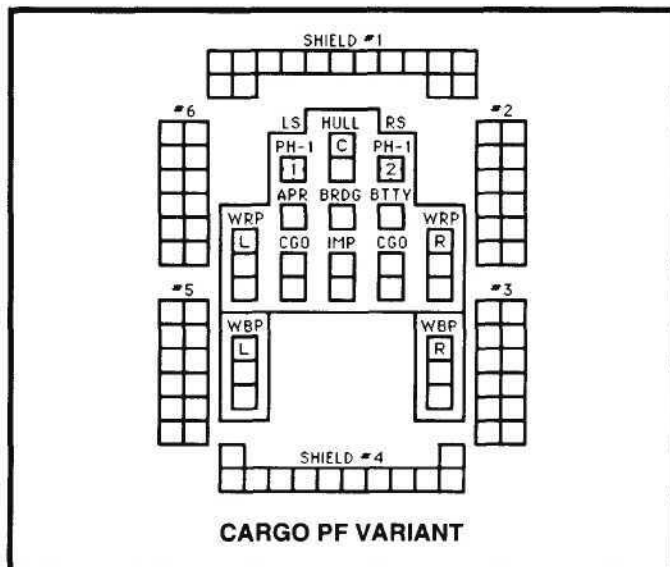 SHIELD #1
#6 #2
LS HULL RS
PH-1 C PH-1
1 2
APR BRDG BTTY
WRP WRP
L CGO IMP CGO R
#5 #3
WBP WBP
L R
SHIELD #4
CARGO PF VARIANT